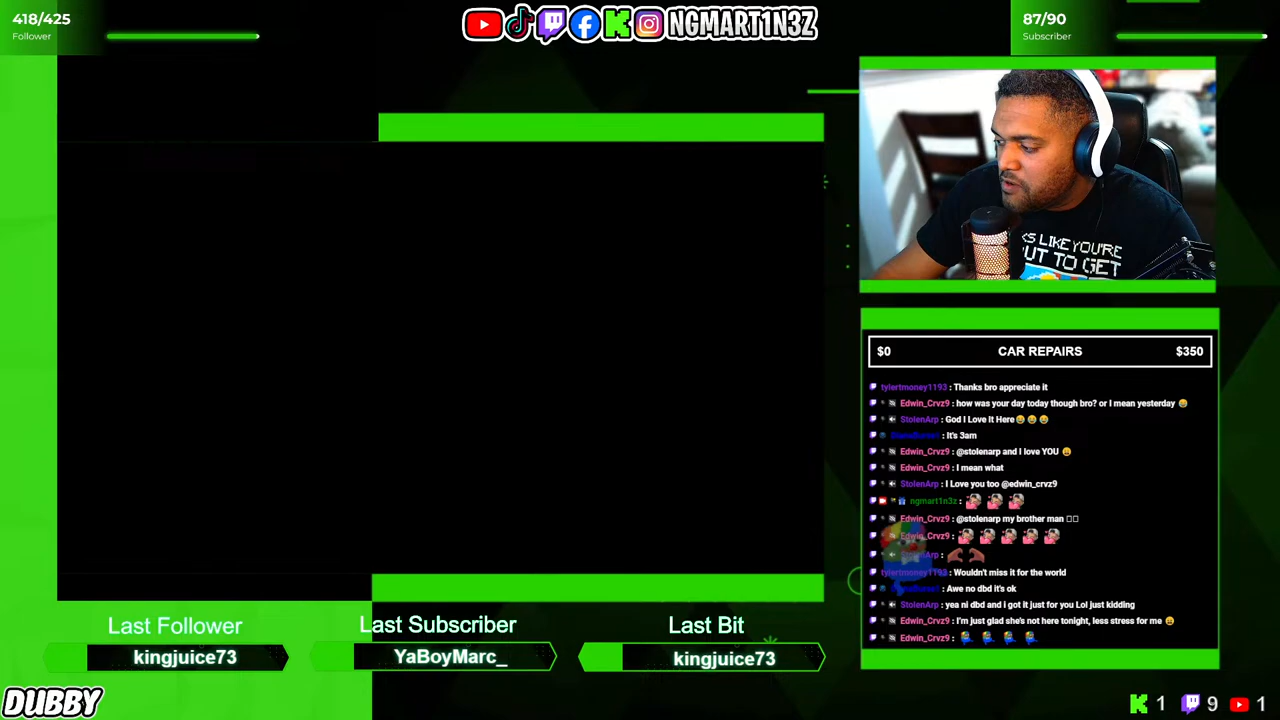 418/425
Follower
NGMART1N3Z
87/90
Subscriber
KS LIKE YOU'RE
PUT TO GET
$0 CAR REPAIRS $350
tylertmoney1193 : Thanks bro appreciate it
Edwin_Crvz9 : how was your day today though bro? or I mean yesterday
StolenArp : God I Love It Here
: It's 3am
Edwin_Crvz9 : @stolenarp and I love YOU
Edwin_Crvz9 : I mean what
StolenArp : I Love you too @edwin_crvz9
ngmart1n3z :
Edwin_Crvz9 : @stolenarp my brother man
Edwin_Crvz9 :
StolenArp :
tylertmoney1193 : Wouldn't miss it for the world
: Awe no dbd it's ok
StolenArp : yea ni dbd and i got it just for you Lol just kidding
Edwin_Crvz9 : I'm just glad she's not here tonight, less stress for me
Edwin_Crvz9 :
Last Follower
kingjuice73
Last Subscriber
YaBoyMarc_
Last Bit
kingjuice73
DUBBY
1 9 1